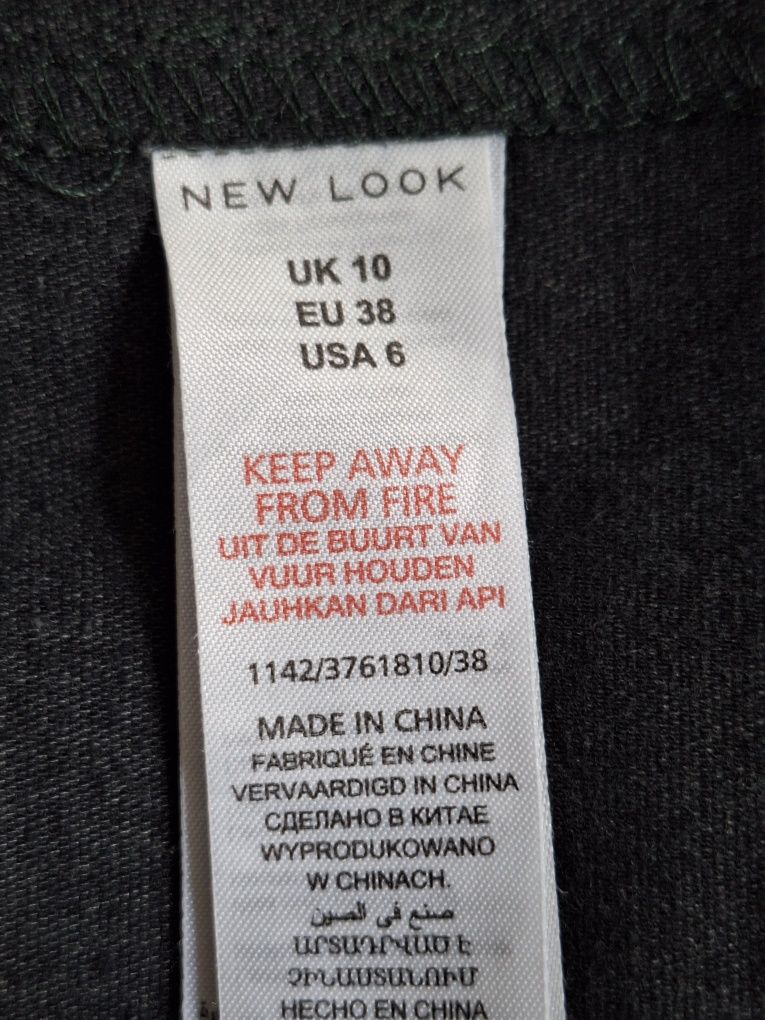 NEW LOOK
UK 10
EU 38
USA 6
KEEP AWAY
FROM FIRE
UIT DE BUURT VAN
VUUR HOUDEN
JAUHKAN DARI API
1142/3761810/38
MADE IN CHINA
FABRIQUÉ EN CHINE
VERVAARDIGD IN CHINA
СДЕЛАНО В КИТАЕ
WYPRODUKOWANO
W CHINACH.
صنع في الصين
ԱՐՏԱԴՐՎԱԾ Է
ՉԻՆԱՍՏԱՆՈՒՄ
HECHO EN CHINA